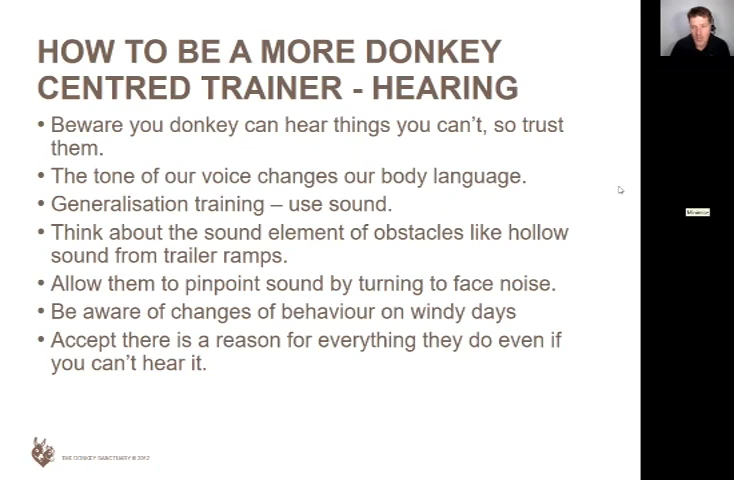 HOW TO BE A MORE DONKEY
CENTRED TRAINER - HEARING
• Beware you donkey can hear things you can't, so trust
them.
• The tone of our voice changes our body language.
• Generalisation training – use sound.
• Think about the sound element of obstacles like hollow
sound from trailer ramps.
• Allow them to pinpoint sound by turning to face noise.
• Be aware of changes of behaviour on windy days
• Accept there is a reason for everything they do even if
you can't hear it.
THE DONKEY SANCTUARY © 2012